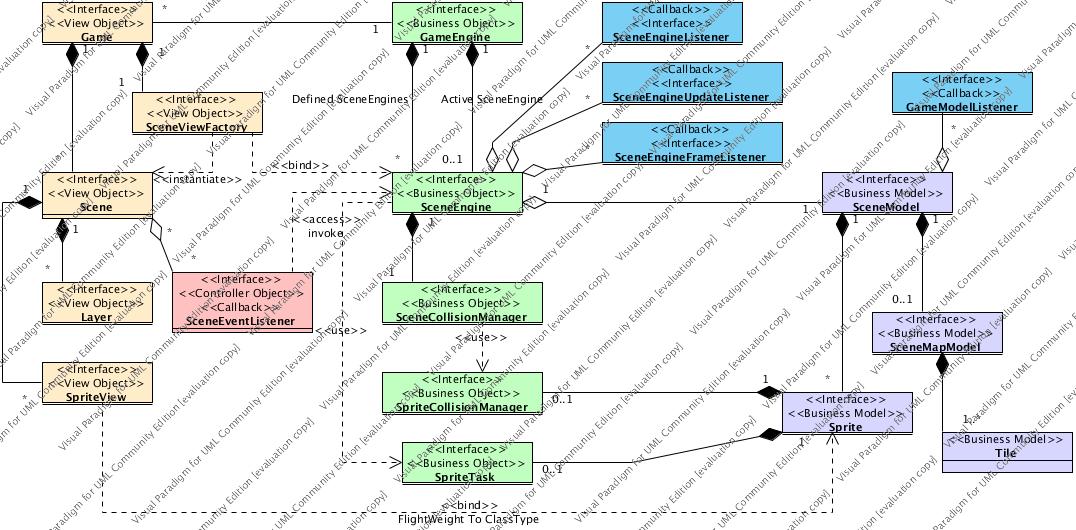 <<Interface>>
<<View Object>>
Game
*
1
1
1
<<Interface>>
<<Business Object>>
GameEngine
1
1
1
<<Callback>>
<<Interface>>
SceneEngineListener
*
<<Callback>>
<<Interface>>
SceneEngineUpdateListener
*
<<Interface>>
<<Callback>>
GameModelListener
*
<<Interface>>
<<View Object>>
SceneViewFactory
Defined SceneEngines
Active SceneEngine
<<Callback>>
<<Interface>>
SceneEngineFrameListener
*
*
*
0..1
<<bind>>
<<instantiate>>
1
<<Interface>>
<<View Object>>
Scene
<<Interface>>
<<Business Object>>
SceneEngine
1
1
<<Interface>>
<<Business Model>>
SceneModel
<<access>>
invoke
1
*
1
1
1
*
*
1
<<Interface>>
<<View Object>>
Layer
<<Interface>>
<<Controller Object>>
<<Callback>>
SceneEventListener
<<use>>
<<Interface>>
<<Business Object>>
SceneCollisionManager
<<use>>
0..1
<<Interface>>
<<Business Model>>
SceneMapModel
<<Interface>>
<<View Object>>
SpriteView
*
<<Interface>>
<<Business Object>>
SpriteCollisionManager
0..1
1
*
<<Interface>>
<<Business Model>>
Sprite
1
1..*
<<Business Model>>
Tile
<<Interface>>
<<Business Object>>
SpriteTask
0..1
<<bind>>
FlightWeight To ClassType
Visual Paradigm for UML Community Edition [evaluation copy]